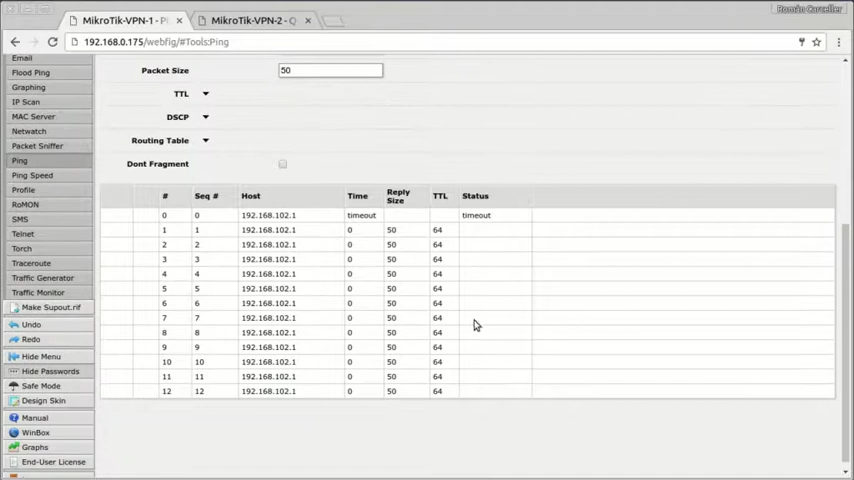 Román Carceller
MikroTik-VPN-1 - P
MikroTik-VPN-2 - Q
192.168.0.175/webfig/#Tools:Ping
Email
Flood Ping
Graphing
IP Scan
MAC Server
Netwatch
Packet Sniffer
Ping
Ping Speed
Profile
RoMON
SMS
Telnet
Torch
Traceroute
Traffic Generator
Traffic Monitor
Make Supout.rif
Undo
Redo
Hide Menu
Hide Passwords
Safe Mode
Design Skin
Manual
WinBox
Graphs
End-User License
Packet Size 50
TTL
DSCP
Routing Table
Dont Fragment
# Seq # Host Time Reply Size TTL Status
0 0 192.168.102.1 timeout timeout
1 1 192.168.102.1 0 50 64
2 2 192.168.102.1 0 50 64
3 3 192.168.102.1 0 50 64
4 4 192.168.102.1 0 50 64
5 5 192.168.102.1 0 50 64
6 6 192.168.102.1 0 50 64
7 7 192.168.102.1 0 50 64
8 8 192.168.102.1 0 50 64
9 9 192.168.102.1 0 50 64
10 10 192.168.102.1 0 50 64
11 11 192.168.102.1 0 50 64
12 12 192.168.102.1 0 50 64